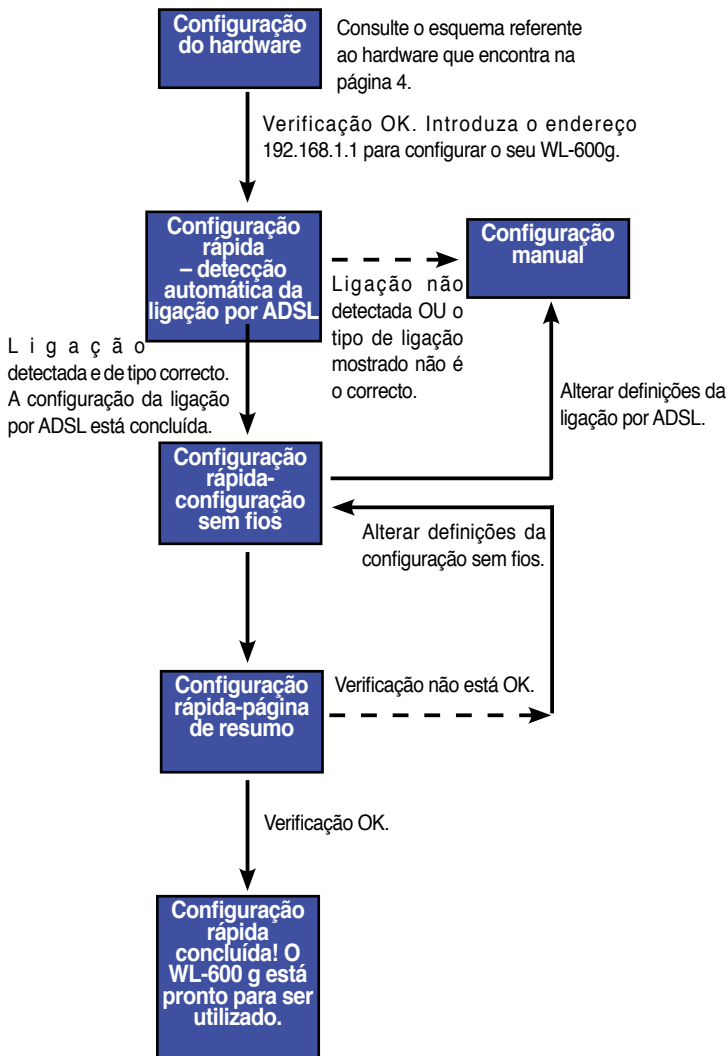 Configuração
do hardware
Consulte o esquema referente
ao hardware que encontra na
página 4.
Verificação OK. Introduza o endereço
192.168.1.1 para configurar o seu WL-600g.
Configuração
rápida
– detecção
automática da
ligação por ADSL
Configuração
manual
Ligação não
detectada OU o
tipo de ligação
mostrado não é
o correcto.
Ligação
detectada e de tipo correcto.
A configuração da ligação
por ADSL está concluída.
Alterar definições da
ligação por ADSL.
Configuração
rápida-
configuração
sem fios
Alterar definições da
configuração sem fios.
Configuração
rápida-página
de resumo
Verificação não está OK.
Verificação OK.
Configuração
rápida
concluída! O
WL-600 g está
pronto para ser
utilizado.